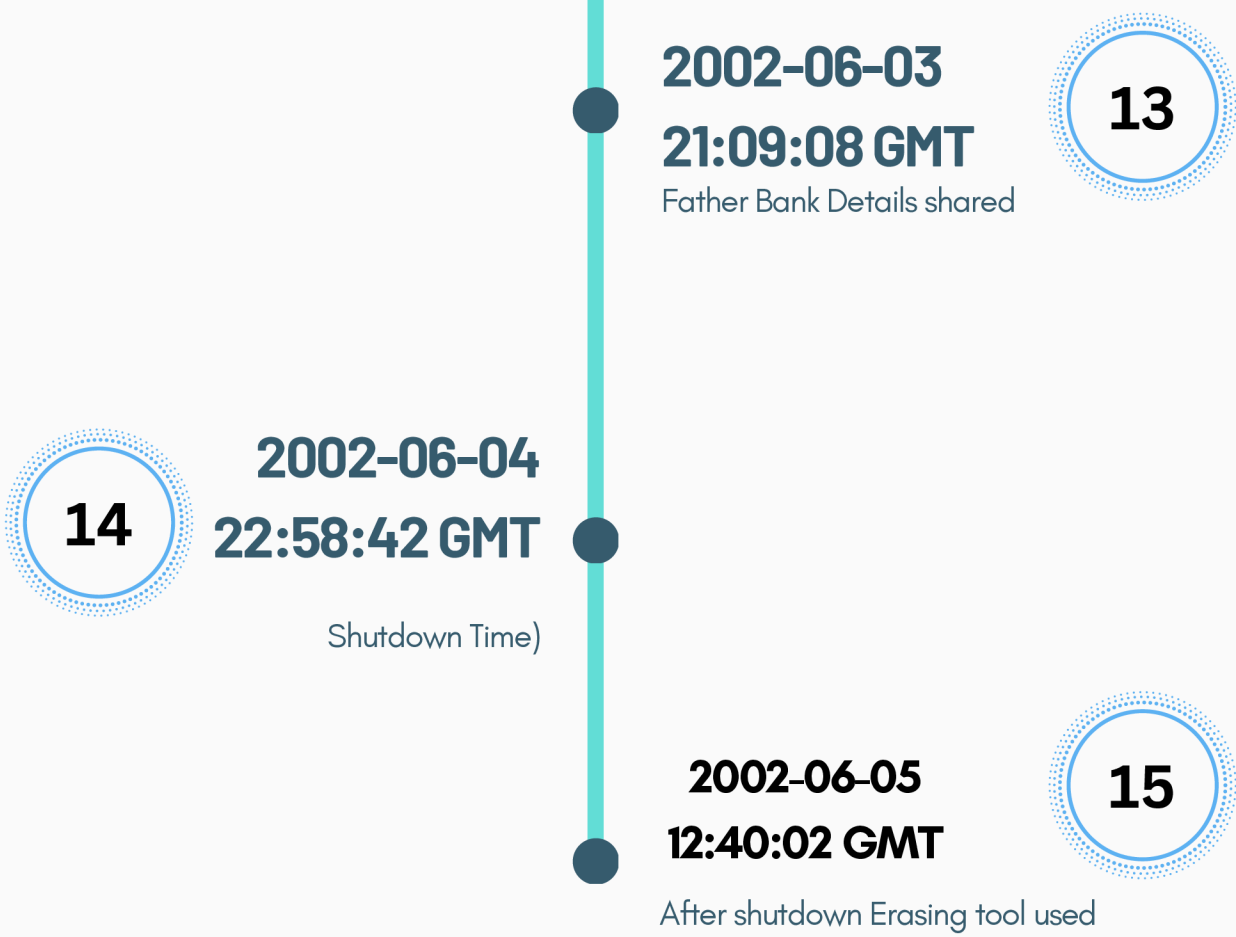 2002-06-03
13
21:09:08 GMT
Father Bank Details shared
2002-06-04
14
22:58:42 GMT
Shutdown Time)
2002-06-05
15
12:40:02 GMT
After shutdown Erasing tool used